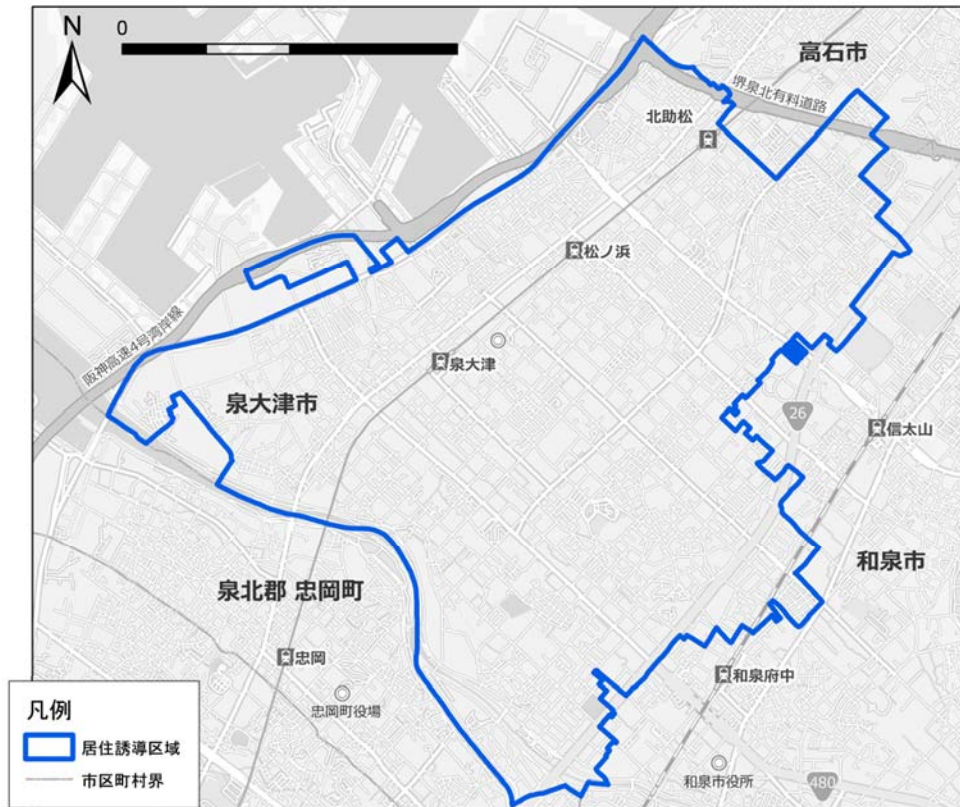 N
0
高石市
堺泉北有料道路
北助松
松ノ浜
阪神高速4号湾岸線
泉大津
泉大津市
26
信太山
和泉市
泉北郡 忠岡町
忠岡
和泉府中
忠岡町役場
和泉市役所
480
凡例
居住誘導区域
市区町村界